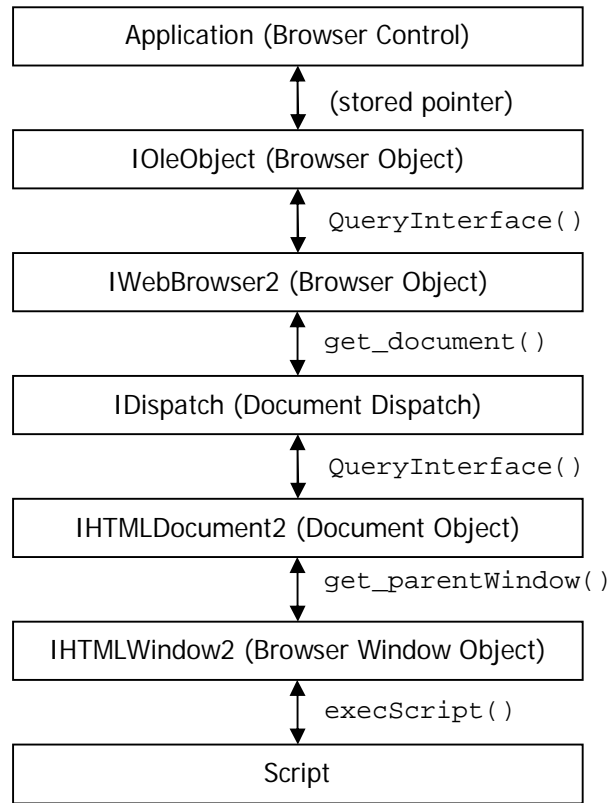 Application (Browser Control)
(stored pointer)
IOleObject (Browser Object)
QueryInterface()
IWebBrowser2 (Browser Object)
get_document()
IDispatch (Document Dispatch)
QueryInterface()
IHTMLDocument2 (Document Object)
get_parentWindow()
IHTMLWindow2 (Browser Window Object)
execScript()
Script